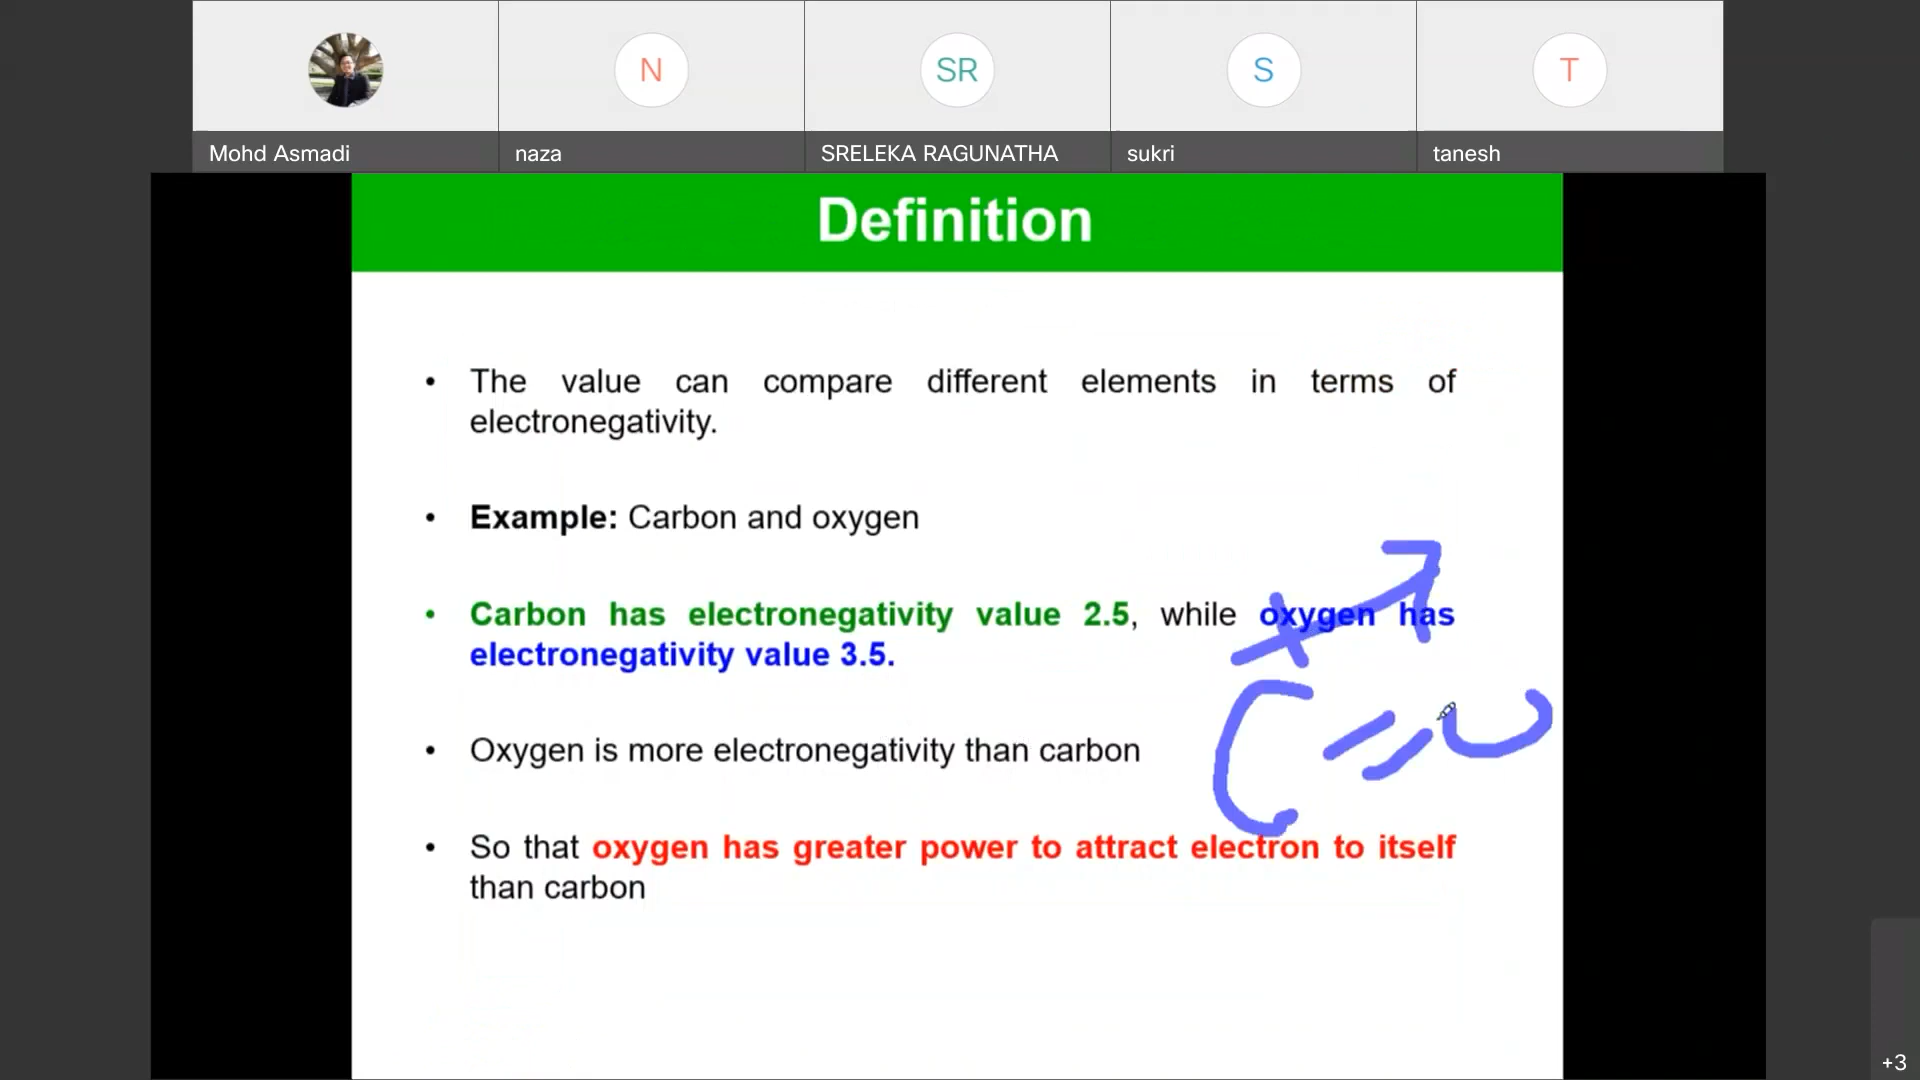 N
SR
S
T
Mohd Asmadi
naza
SRELEKA RAGUNATHA
sukri
tanesh
Definition
• The value can compare different elements in terms of
electronegativity.
• Example: Carbon and oxygen
• Carbon has electronegativity value 2.5, while oxygen has
electronegativity value 3.5.
• Oxygen is more electronegativity than carbon
• So that oxygen has greater power to attract electron to itself
than carbon
+3